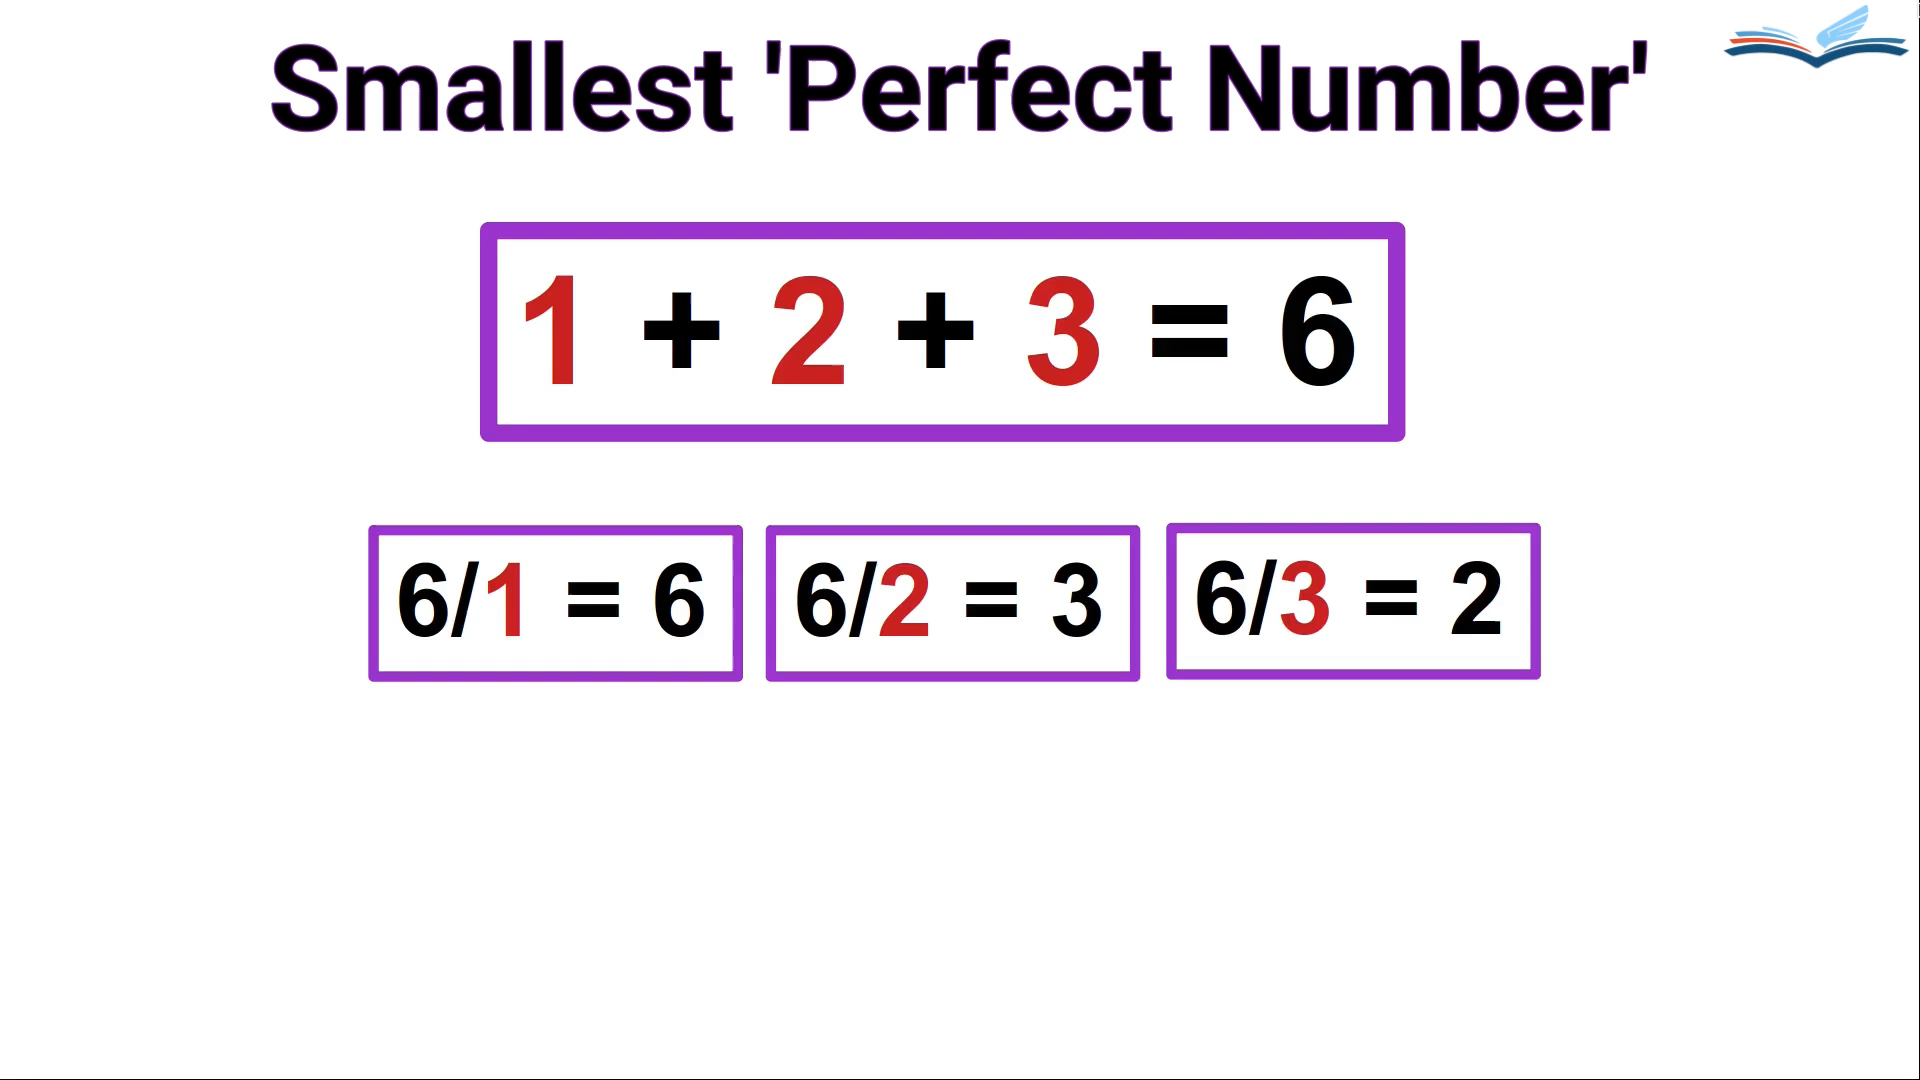 Smallest 'Perfect Number'
1 + 2 + 3 = 6
6/1 = 6
6/2 = 3
6/3 = 2